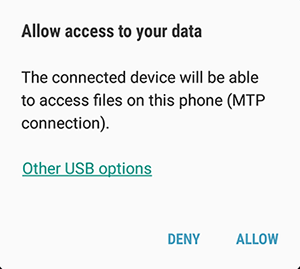 Allow access to your data
The connected device will be able
to access files on this phone (MTP
connection).
Other USB options
DENY ALLOW